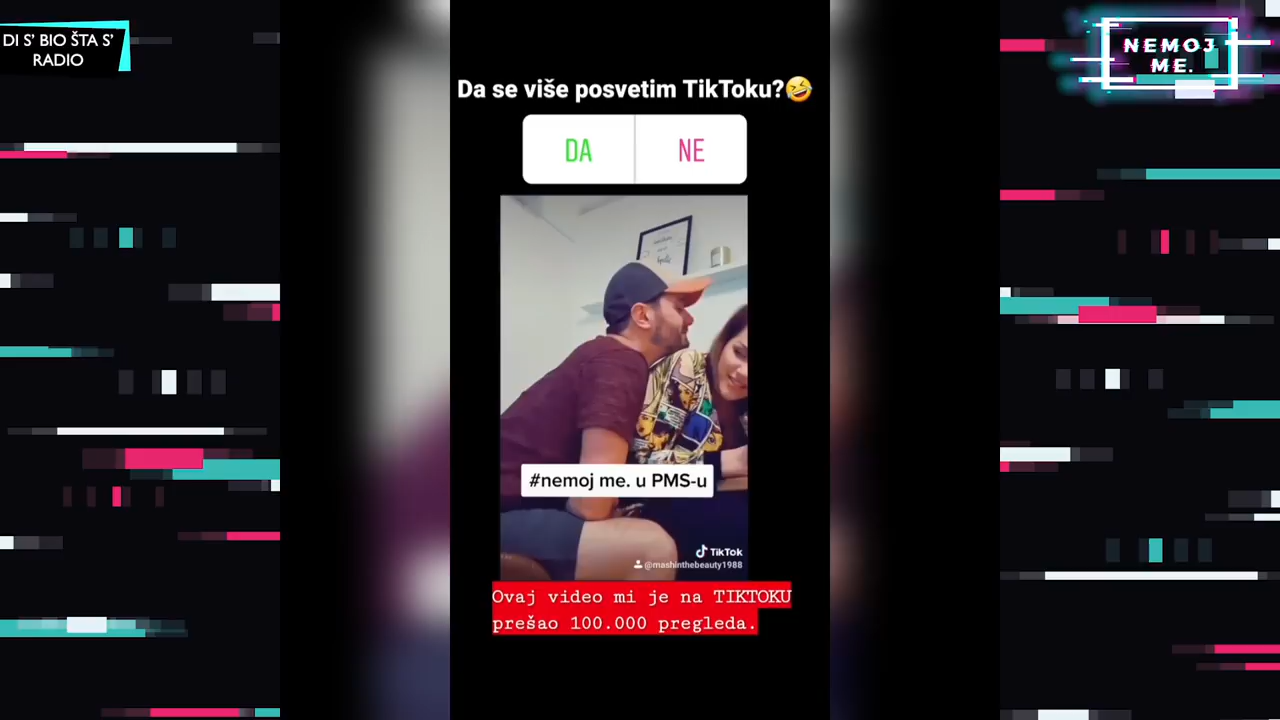 DI S' BIO ŠTA S'
RADIO
NEMOJ
ME.
Da se više posvetim TikToku?🤣
DA
NE
#nemoj me. u PMS-u
TikTok
@mashinthebeauty1988
Ovaj video mi je na TIKTOKU
prešao 100.000 pregleda.